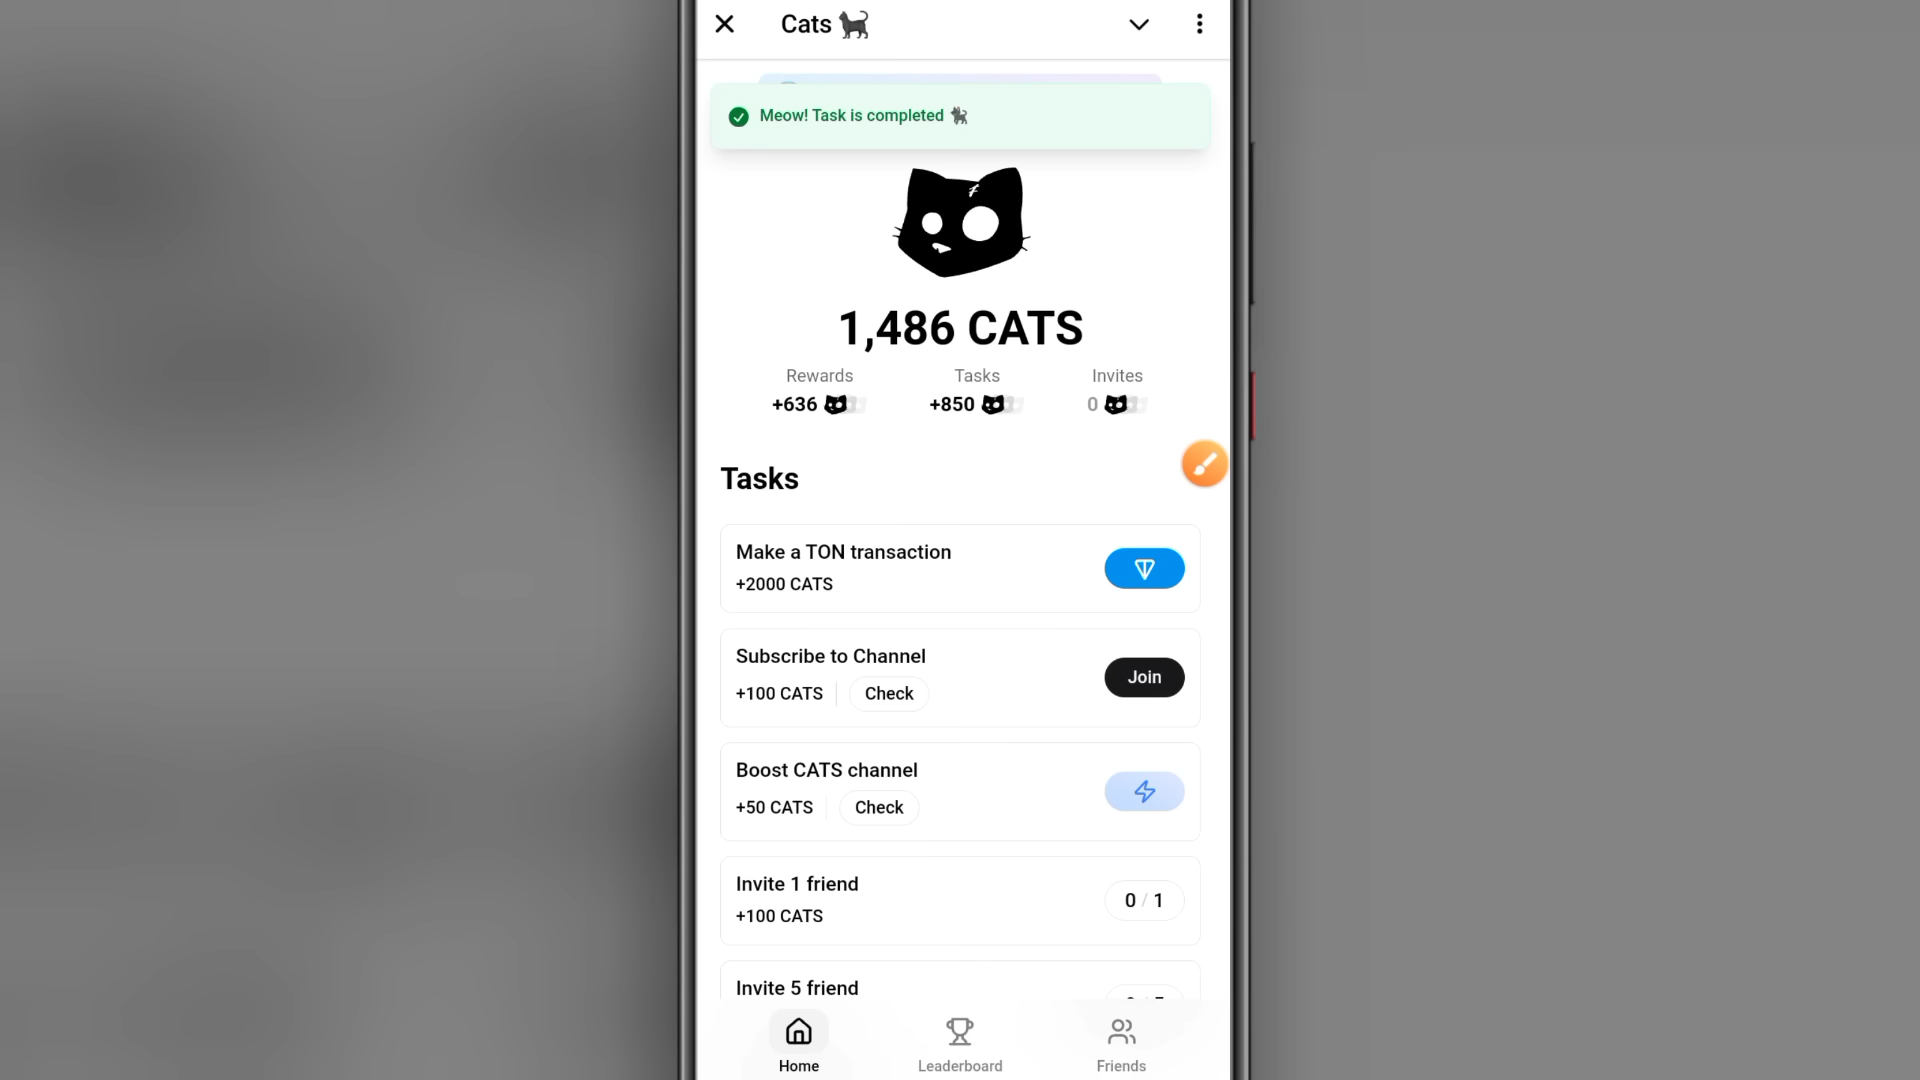 Cats
Meow! Task is completed
1,486 CATS
Rewards Tasks Invites
+636 +850 0
Tasks
Make a TON transaction
+2000 CATS
Subscribe to Channel
+100 CATS Check
Join
Boost CATS channel
+50 CATS Check
Invite 1 friend
+100 CATS
0 / 1
Invite 5 friend
Home Leaderboard Friends